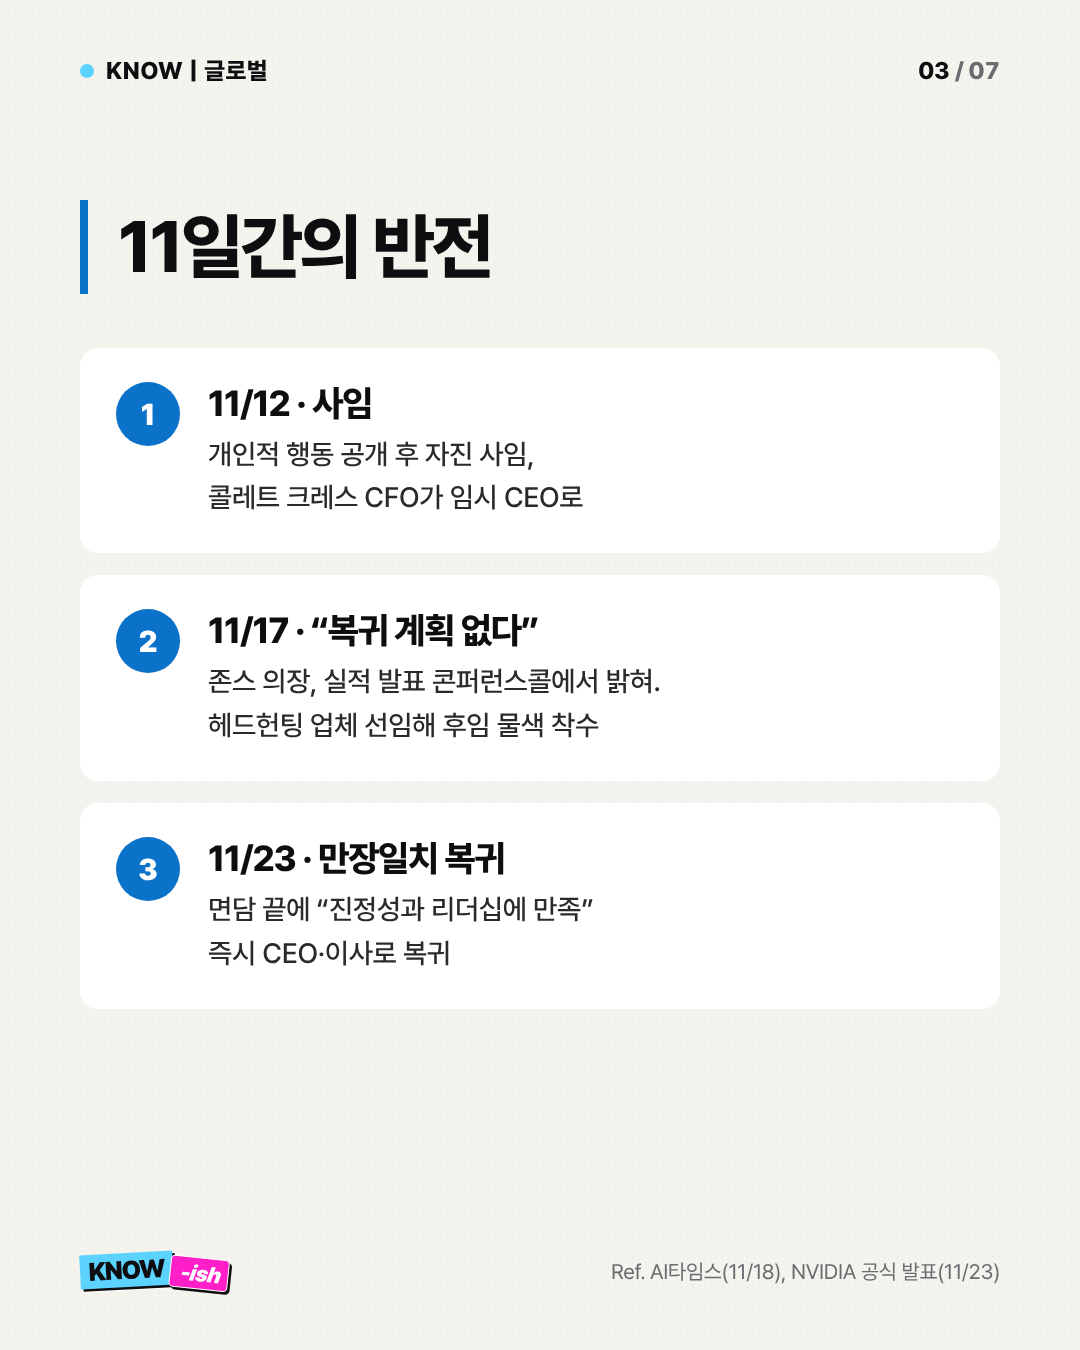 KNOW | 글로벌
03 / 07
11일간의 반전
1
11/12 · 사임
개인적 행동 공개 후 자진 사임,
콜레트 크레스 CFO가 임시 CEO로
2
11/17 · “복귀 계획 없다”
존스 의장, 실적 발표 콘퍼런스콜에서 밝혀.
헤드헌팅 업체 선임해 후임 물색 착수
3
11/23 · 만장일치 복귀
면담 끝에 “진정성과 리더십에 만족”
즉시 CEO·이사로 복귀
KNOW -ish
Ref. AI타임스(11/18), NVIDIA 공식 발표(11/23)